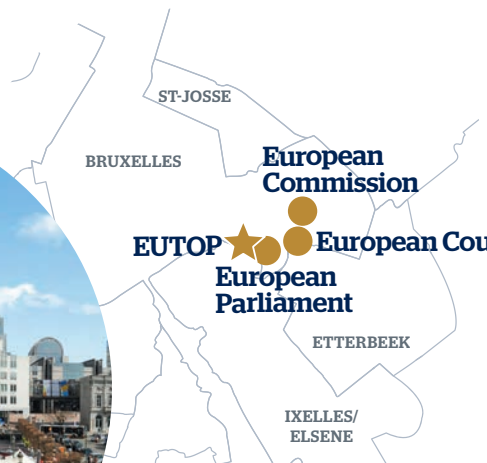 ST-JOSSE
BRUXELLES
European
Commission
EUTOP
European Cou
European
Parliament
ETTERBEEK
IXELLES/
ELSENE